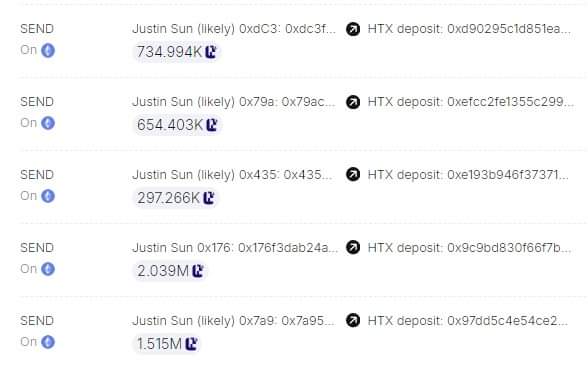 SEND Justin Sun (likely) 0xdC3: 0xdc3f... HTX deposit: 0xd90295c1d851ea...
On 734.994K
SEND Justin Sun (likely) 0x79a: 0x79ac... HTX deposit: 0xefcc2fe1355c299...
On 654.403K
SEND Justin Sun (likely) 0x435: 0x435... HTX deposit: 0xe193b946f37371...
On 297.266K
SEND Justin Sun 0x176: 0x176f3dab24a... HTX deposit: 0x9c9bd830f66f7b...
On 2.039M
SEND Justin Sun (likely) 0x7a9: 0x7a95... HTX deposit: 0x97dd5c4e54ce2...
On 1.515M